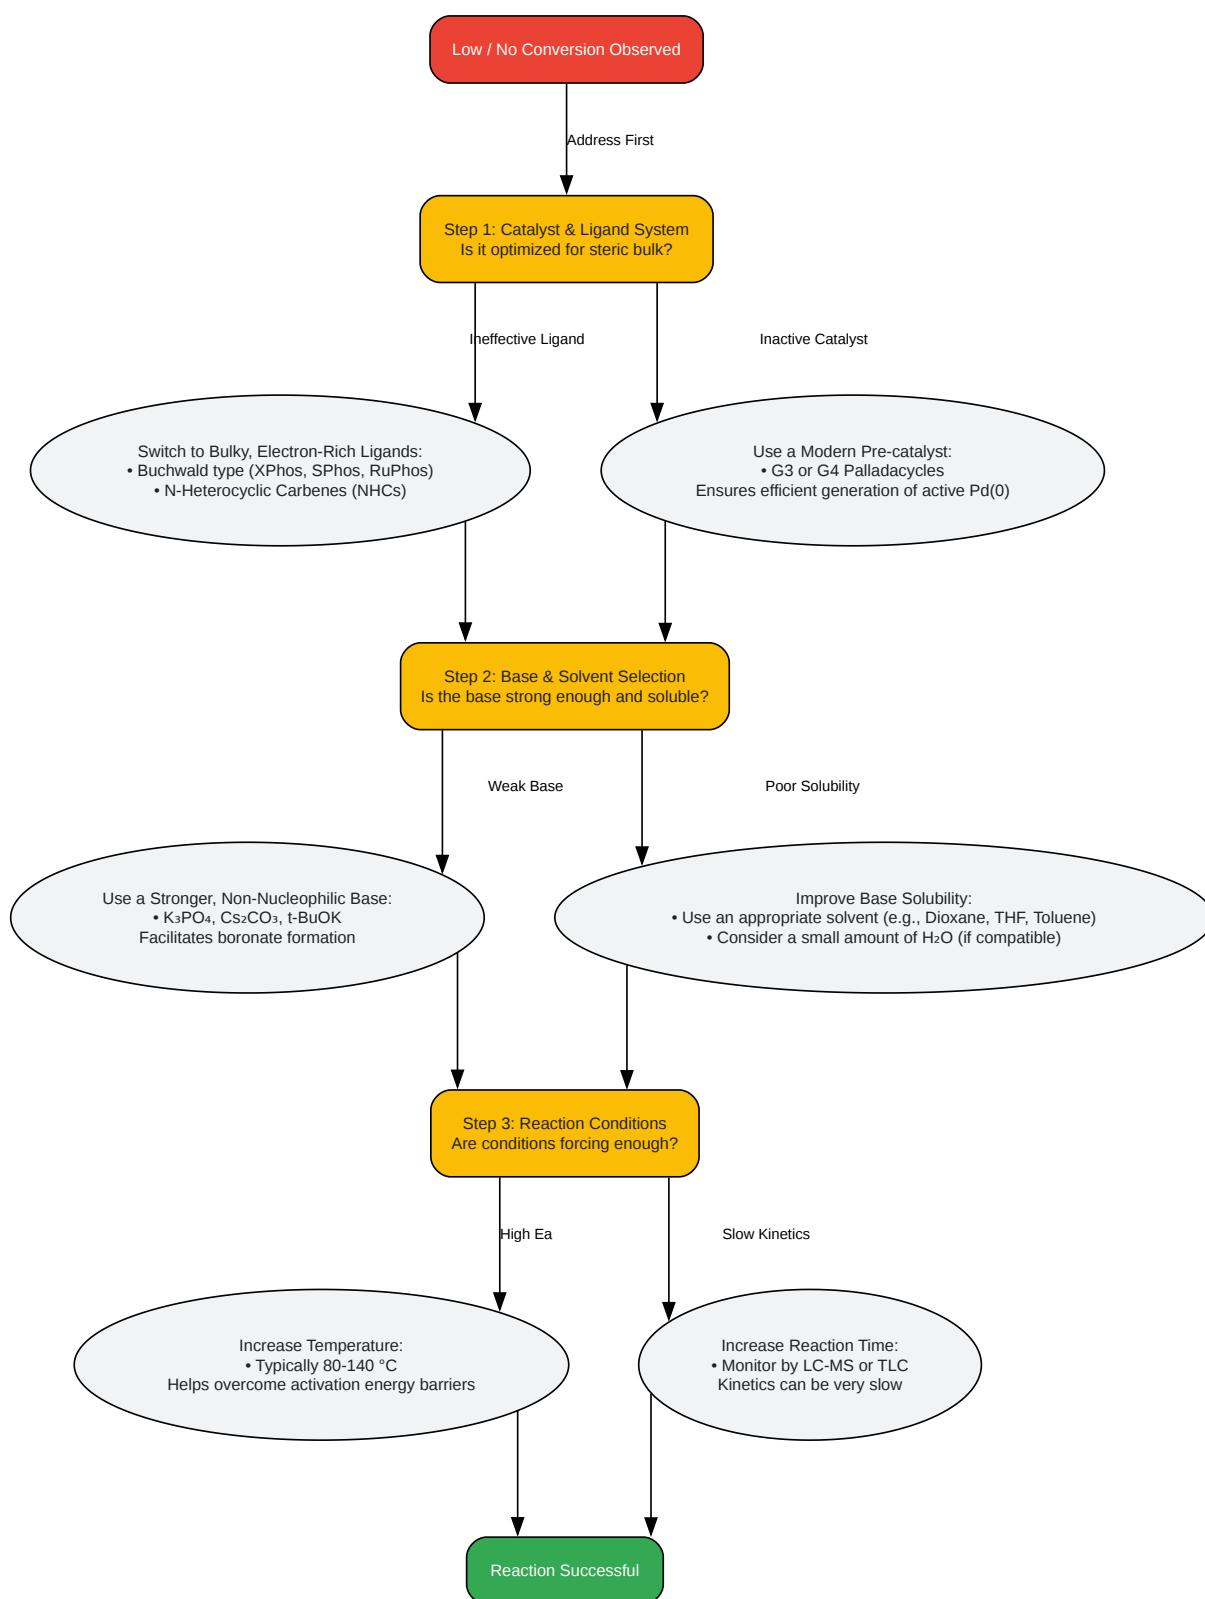 Low / No Conversion Observed
Address First
Step 1: Catalyst & Ligand System
Is it optimized for steric bulk?
Ineffective Ligand
Inactive Catalyst
Switch to Bulky, Electron-Rich Ligands:
• Buchwald type (XPhos, SPhos, RuPhos)
• N-Heterocyclic Carbenes (NHCs)
Use a Modern Pre-catalyst:
• G3 or G4 Palladacycles
Ensures efficient generation of active Pd(0)
Step 2: Base & Solvent Selection
Is the base strong enough and soluble?
Weak Base
Poor Solubility
Use a Stronger, Non-Nucleophilic Base:
• K₃PO₄, Cs₂CO₃, t-BuOK
Facilitates boronate formation
Improve Base Solubility:
• Use an appropriate solvent (e.g., Dioxane, THF, Toluene)
• Consider a small amount of H₂O (if compatible)
Step 3: Reaction Conditions
Are conditions forcing enough?
High Ea
Slow Kinetics
Increase Temperature:
• Typically 80-140 °C
Helps overcome activation energy barriers
Increase Reaction Time:
• Monitor by LC-MS or TLC
Kinetics can be very slow
Reaction Successful